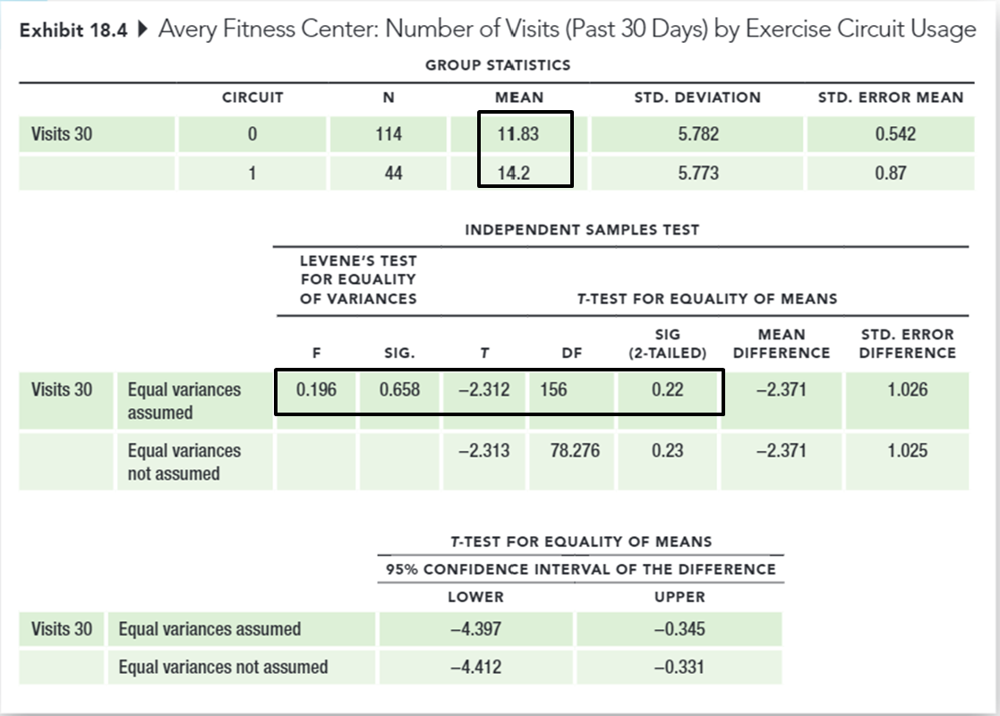 Exhibit 18.4 ▶ Avery Fitness Center: Number of Visits (Past 30 Days) by Exercise Circuit Usage
GROUP STATISTICS
CIRCUIT N MEAN STD. DEVIATION STD. ERROR MEAN
Visits 30 0 114 11.83 5.782 0.542
1 44 14.2 5.773 0.87
INDEPENDENT SAMPLES TEST
LEVENE'S TEST
FOR EQUALITY
OF VARIANCES T-TEST FOR EQUALITY OF MEANS
SIG MEAN STD. ERROR
F SIG. T DF (2-TAILED) DIFFERENCE DIFFERENCE
Visits 30 Equal variances 0.196 0.658 −2.312 156 0.22 −2.371 1.026
assumed
Equal variances −2.313 78.276 0.23 −2.371 1.025
not assumed
T-TEST FOR EQUALITY OF MEANS
95% CONFIDENCE INTERVAL OF THE DIFFERENCE
LOWER UPPER
Visits 30 Equal variances assumed −4.397 −0.345
Equal variances not assumed −4.412 −0.331